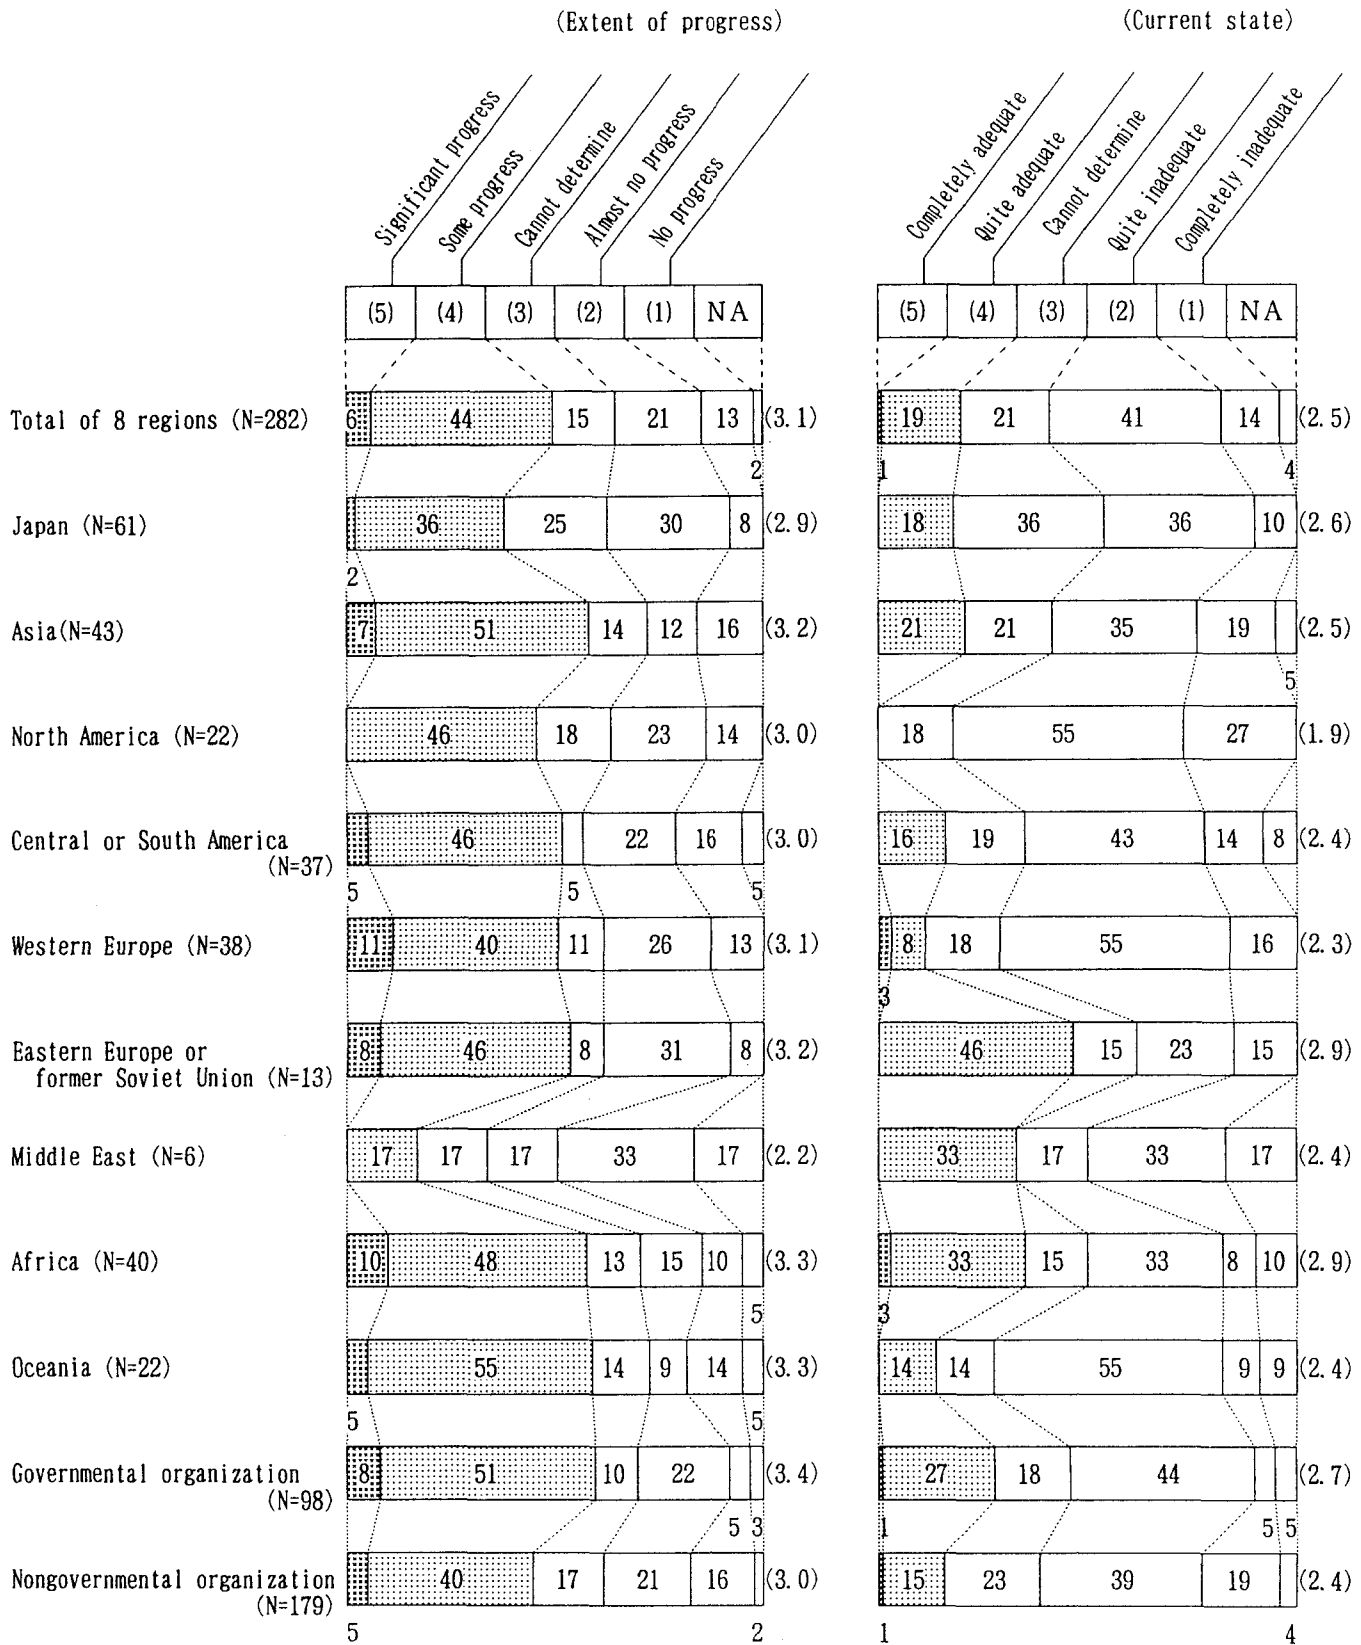 (Extent of progress) (Current state)
Significant progress Some progress Cannot determine Almost no progress No progress Completely adequate Quite adequate Cannot determine Quite inadequate Completely inadequate
(5) (4) (3) (2) (1) NA (5) (4) (3) (2) (1) NA
Total of 8 regions (N=282) 6 44 15 21 13 (3.1) 19 21 41 14 (2.5)
2 1 4
Japan (N=61) 36 25 30 8 (2.9) 18 36 36 10 (2.6)
2
Asia(N=43) 7 51 14 12 16 (3.2) 21 21 35 19 (2.5)
5
North America (N=22) 46 18 23 14 (3.0) 18 55 27 (1.9)
Central or South America 46 22 16 (3.0) 16 19 43 14 8 (2.4)
(N=37)
5 5 5
Western Europe (N=38) 11 40 11 26 13 (3.1) 8 18 55 16 (2.3)
3
Eastern Europe or 8 46 8 31 8 (3.2) 46 15 23 15 (2.9)
former Soviet Union (N=13)
Middle East (N=6) 17 17 17 33 17 (2.2) 33 17 33 17 (2.4)
Africa (N=40) 10 48 13 15 10 (3.3) 33 15 33 8 10 (2.9)
5 3
Oceania (N=22) 55 14 9 14 (3.3) 14 14 55 9 9 (2.4)
5 5
Governmental organization 8 51 10 22 (3.4) 27 18 44 (2.7)
(N=98)
5 3 1 5 5
Nongovernmental organization 40 17 21 16 (3.0) 15 23 39 19 (2.4)
(N=179)
5 2 1 4